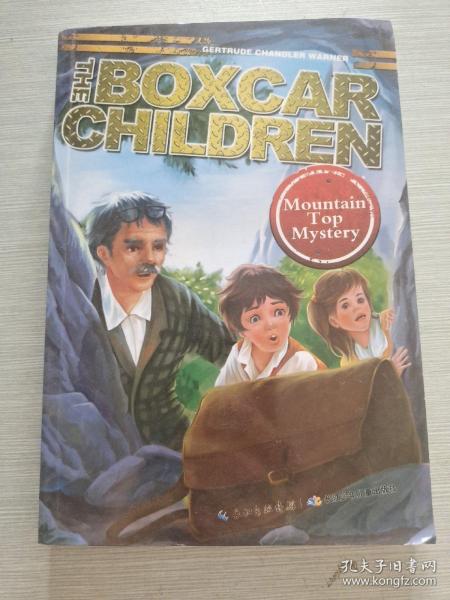 GERTRUDE CHANDLER WARNER
THE
BOXCAR
CHILDREN
Mountain
Top
Mystery
孔夫子旧书网
www.kongfz.com